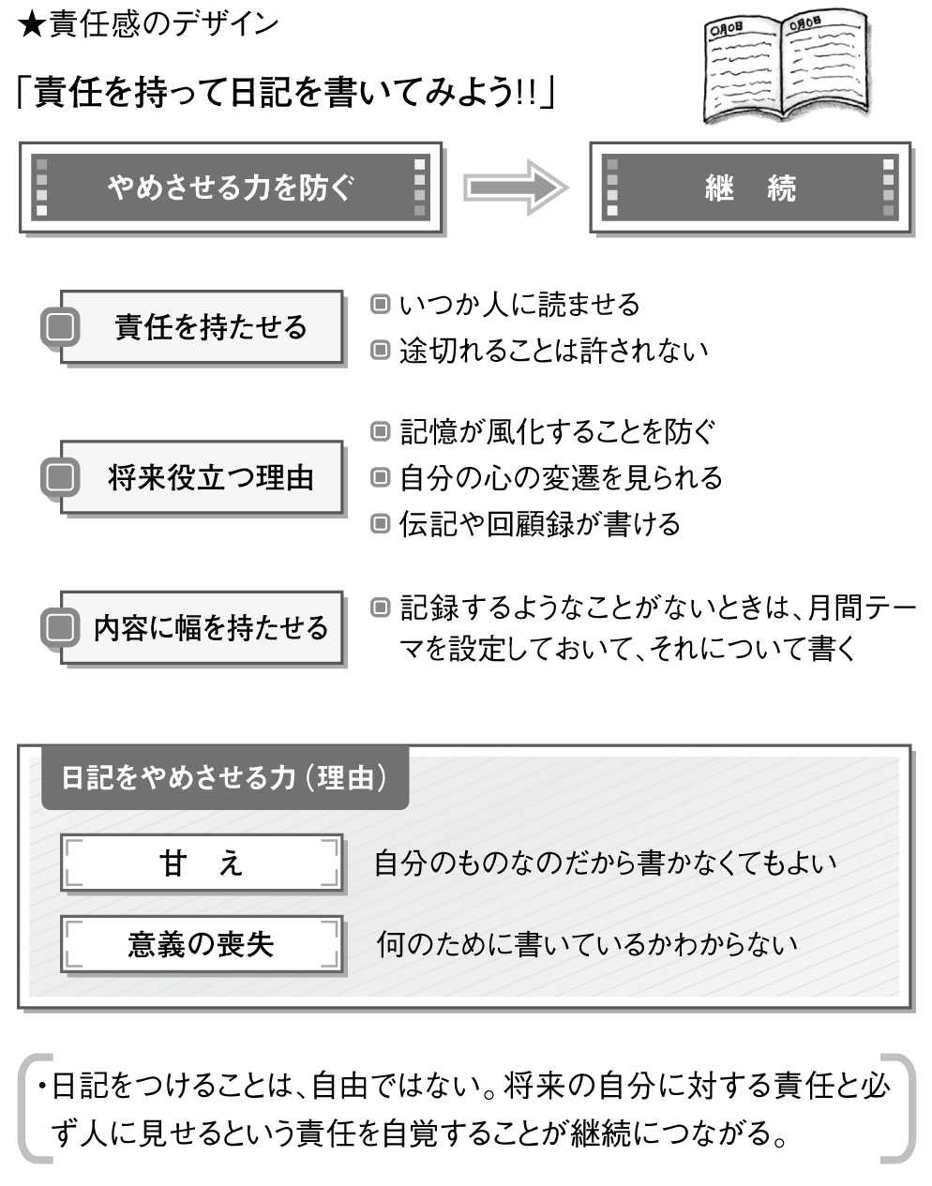 ★責任感のデザイン
○月○日
○月○日
「責任を持って日記を書いてみよう!!」
やめさせる力を防ぐ
継　続
責任を持たせる
いつか人に読ませる
途切れることは許されない
将来役立つ理由
記憶が風化することを防ぐ
自分の心の変遷を見られる
伝記や回顧録が書ける
内容に幅を持たせる
記録するようなことがないときは、月間テー
マを設定しておいて、それについて書く
日記をやめさせる力（理由）
甘　え
自分のものなのだから書かなくてもよい
意義の喪失
何のために書いているかわからない
・日記をつけることは、自由ではない。将来の自分に対する責任と必
ず人に見せるという責任を自覚することが継続につながる。